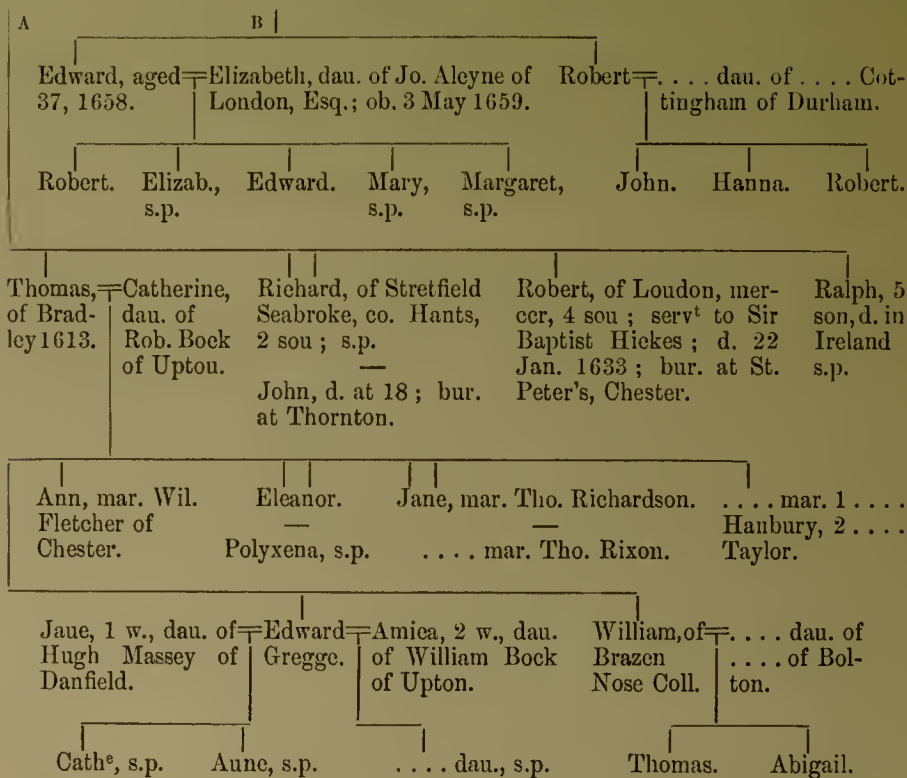 A B
Edward, aged
37, 1658.
Elizabeth, dau. of Jo. Aleyne of
London, Esq.; ob. 3 May 1659.
Robert
. . . . dau. of . . . . Cot-
tingham of Durham.
Robert.
Elizab.,
s.p.
Edward.
Mary,
s.p.
Margaret,
s.p.
John.
Hanna.
Robert.
Thomas,
of Brad-
ley 1613.
Catherine,
dau. of
Rob. Bock
of Uptou.
Richard, of Stretfield
Seabroke, co. Hants,
2 sou ; s.p.
—
John, d. at 18 ; bur.
at Thornton.
Robert, of Loudon, mer-
cer, 4 sou ; servᵗ to Sir
Baptist Hickes ; d. 22
Jan. 1633 ; bur. at St.
Peter's, Chester.
Ralph, 5
son, d. in
Ireland
s.p.
Ann, mar. Wil.
Fletcher of
Chester.
Eleanor.
—
Polyxena, s.p.
Jane, mar. Tho. Richardson.
—
. . . . mar. Tho. Rixon.
. . . . mar. 1 . . . .
Hanbury, 2 . . . .
Taylor.
Jaue, 1 w., dau. of
Hugh Massey of
Danfield.
Edward
Gregge.
Amica, 2 w., dau.
of William Bock
of Upton.
William, of
Brazen
Nose Coll.
. . . . dau. of
. . . . of Bol-
ton.
Cathᵉ, s.p.
Aune, s.p.
. . . . dau., s.p.
Thomas.
Abigail.